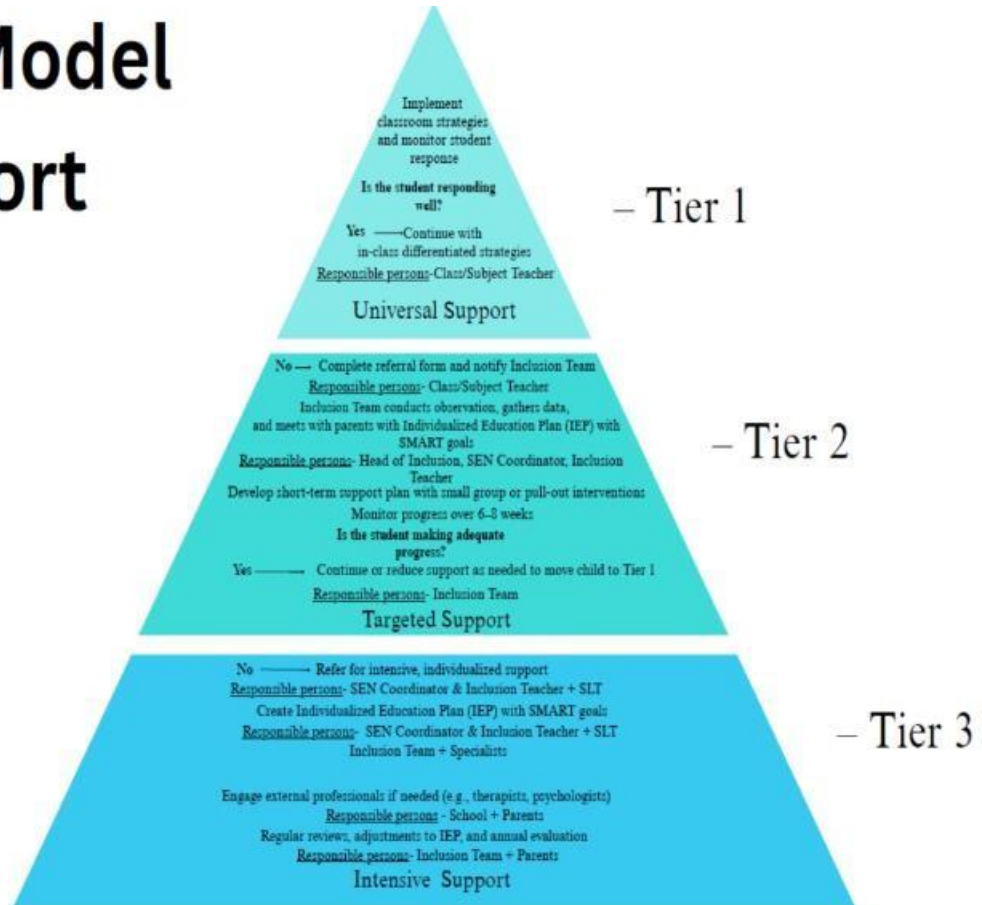 Model
ort
Implement
classroom strategies
and monitor student
response
Is the student responding
well?
Yes ⟶ Continue with
in-class differentiated strategies
Responsible persons-Class/Subject Teacher
Universal Support
– Tier 1
No → Complete referral form and notify Inclusion Team
Responsible persons- Class/Subject Teacher
Inclusion Team conducts observation, gathers data,
and meets with parents with Individualized Education Plan (IEP) with
SMART goals
Responsible persons- Head of Inclusion, SEN Coordinator, Inclusion
Teacher
Develop short-term support plan with small group or pull-out interventions
Monitor progress over 6–8 weeks
Is the student making adequate
progress?
Yes ⟶ Continue or reduce support as needed to move child to Tier 1
Responsible persons- Inclusion Team
Targeted Support
– Tier 2
No ⟶ Refer for intensive, individualized support
Responsible persons- SEN Coordinator & Inclusion Teacher + SLT
Create Individualized Education Plan (IEP) with SMART goals
Responsible persons- SEN Coordinator & Inclusion Teacher + SLT
Inclusion Team + Specialists
Engage external professionals if needed (e.g., therapists, psychologists)
Responsible persons - School + Parents
Regular reviews, adjustments to IEP, and annual evaluation
Responsible persons- Inclusion Team + Parents
Intensive Support
– Tier 3